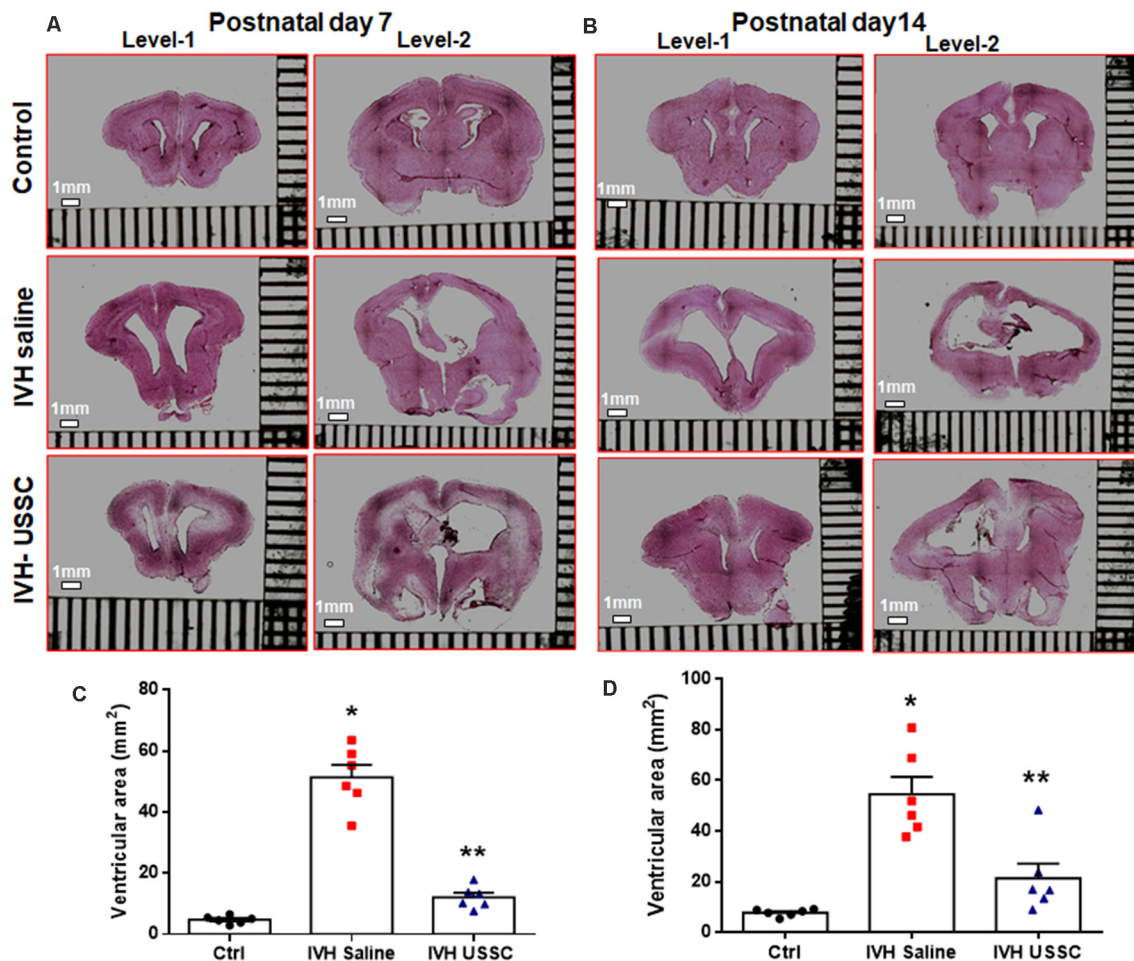 A Postnatal day 7
Level-1 Level-2
B Postnatal day14
Level-1 Level-2
Control
1mm 1mm 1mm 1mm
IVH saline
1mm 1mm 1mm 1mm
IVH- USSC
1mm 1mm 1mm 1mm
C
Ventricular area (mm²)
80
60
40
20
0
*
**
Ctrl IVH Saline IVH USSC
D
Ventricular area (mm²)
100
80
60
40
20
0
*
**
Ctrl IVH Saline IVH USSC